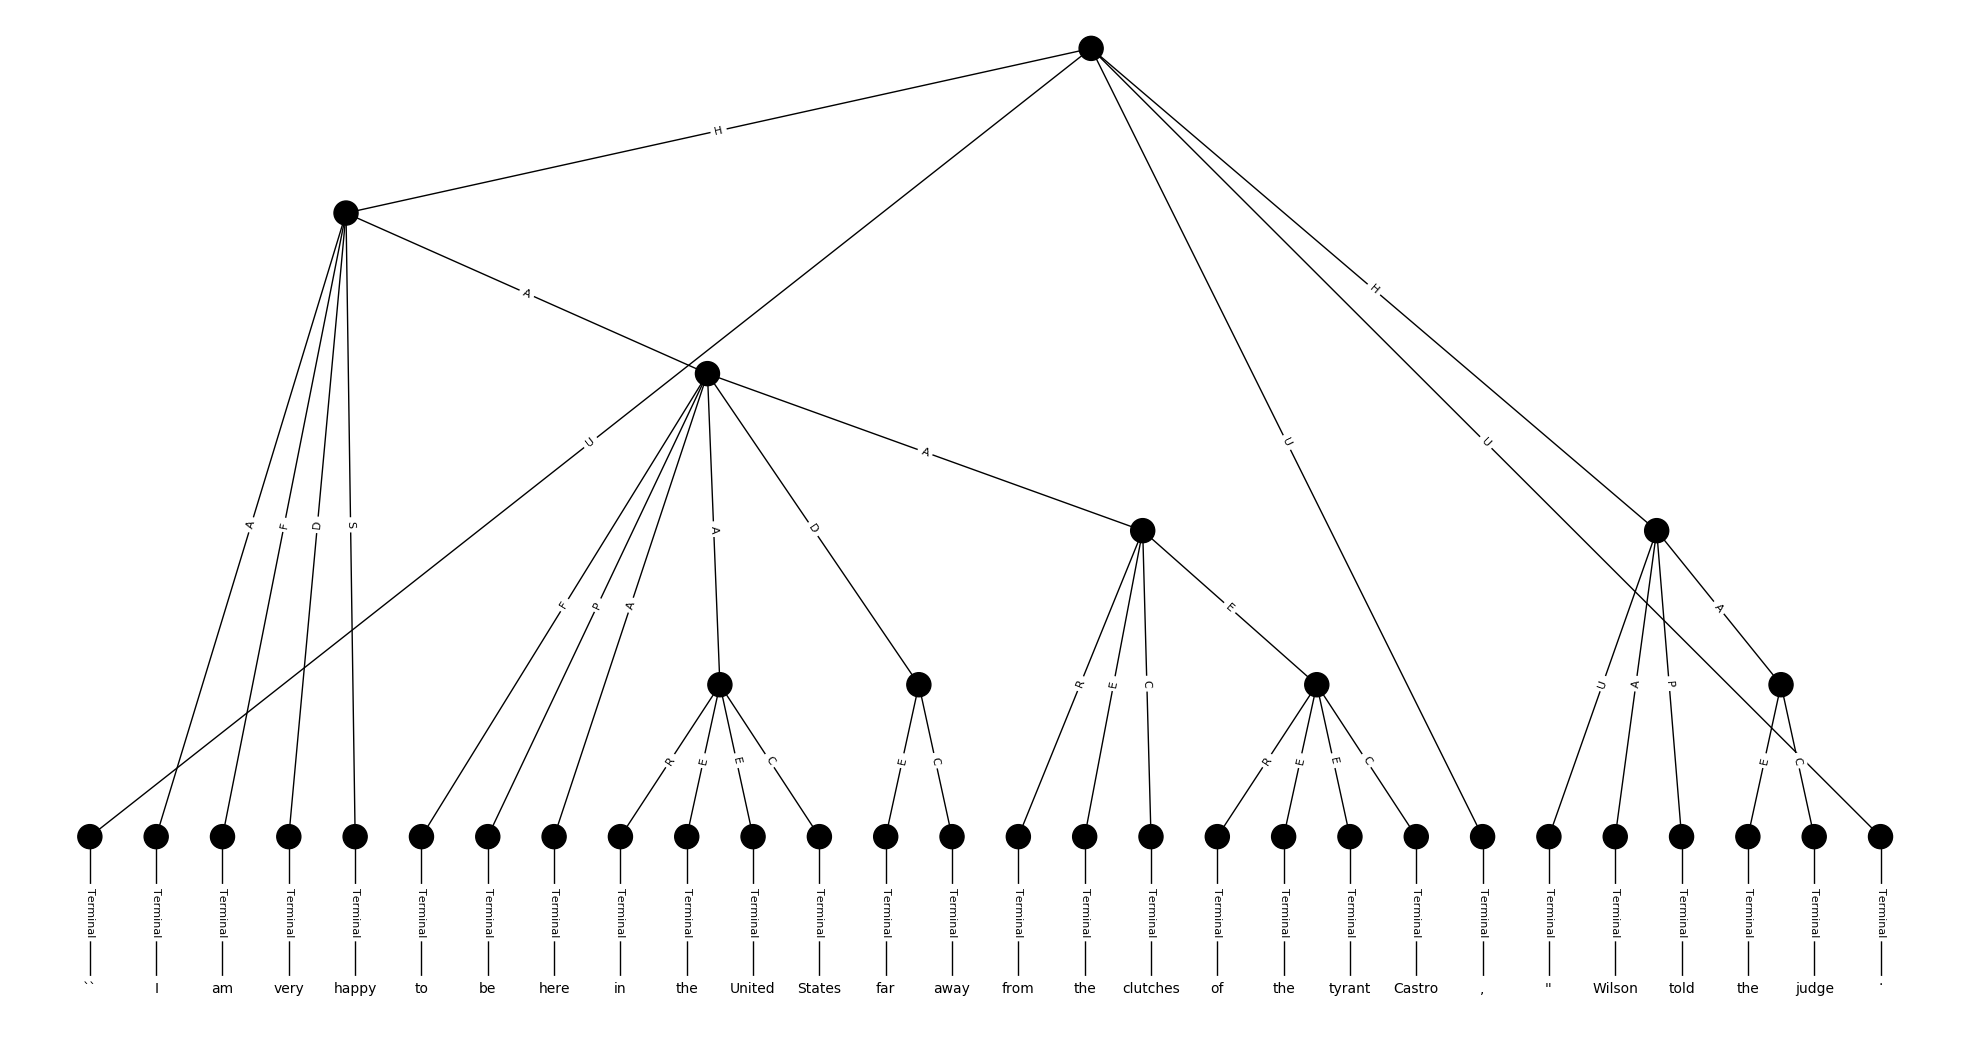 H
H
A
U
U
U
A
A
F
D
S
A
D
F
P
A
E
A
R
E
C
U
A
P
R
E
E
C
E
C
R
E
E
C
E
C
Terminal Terminal Terminal Terminal Terminal Terminal Terminal Terminal Terminal Terminal Terminal Terminal Terminal Terminal Terminal Terminal Terminal Terminal Terminal Terminal Terminal Terminal Terminal Terminal Terminal Terminal Terminal Terminal
`` I am very happy to be here in the United States far away from the clutches of the tyrant Castro , " Wilson told the judge .